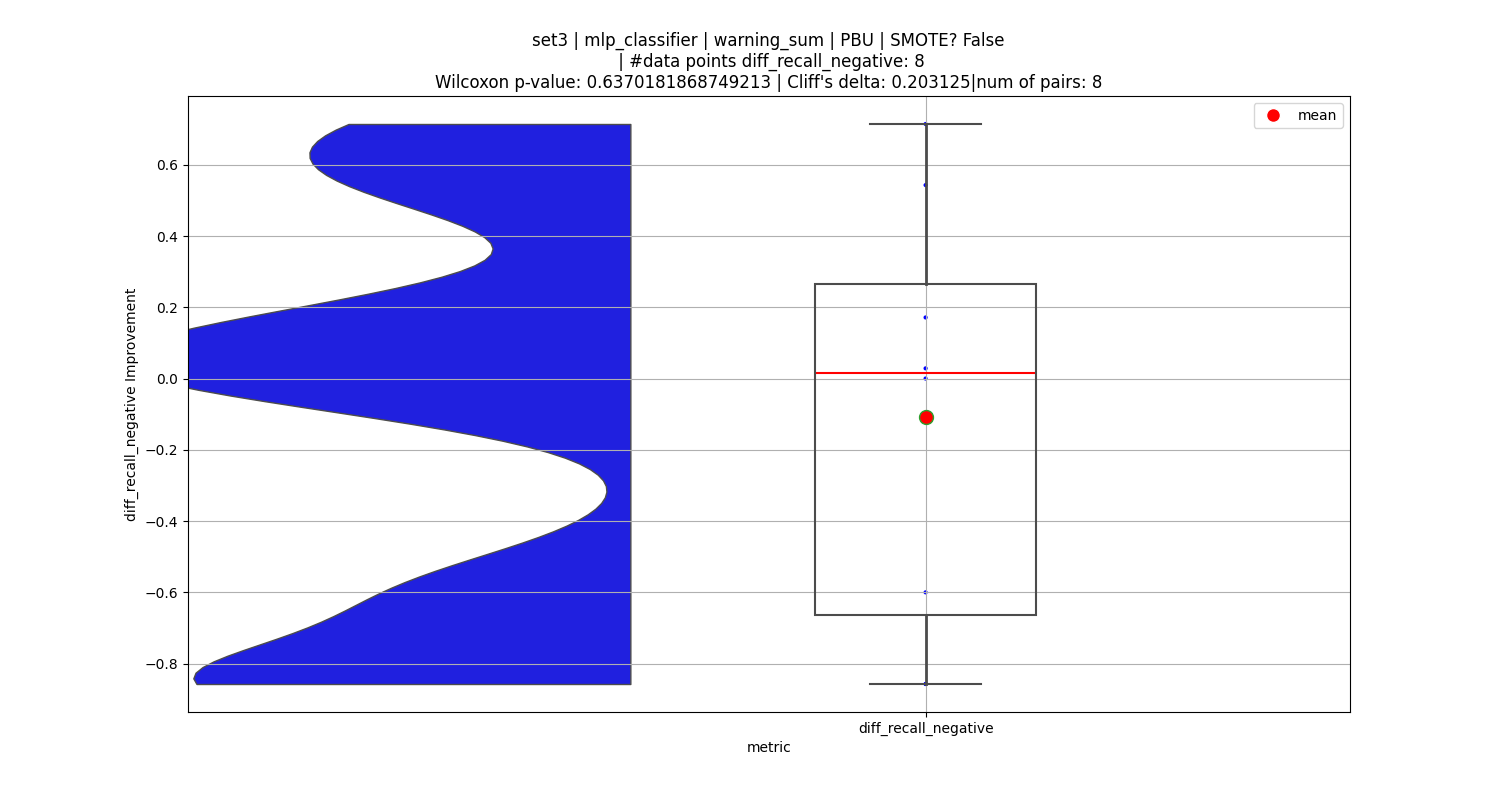 set3 | mlp_classifier | warning_sum | PBU | SMOTE? False
| #data points diff_recall_negative: 8
Wilcoxon p-value: 0.6370181868749213 | Cliff's delta: 0.203125|num of pairs: 8
mean
0.6
0.4
0.2
0.0
−0.2
−0.4
−0.6
−0.8
diff_recall_negative Improvement
diff_recall_negative
metric